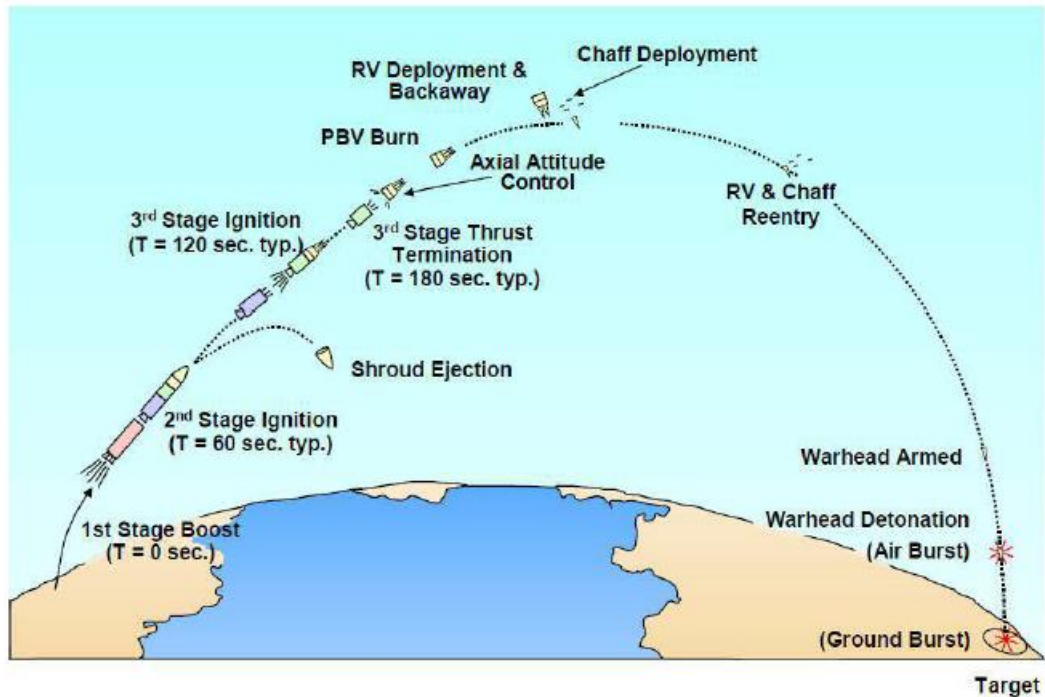 Chaff Deployment
RV Deployment &
Backaway
PBV Burn
Axial Attitude
Control
RV & Chaff
Reentry
3rd Stage Ignition
(T = 120 sec. typ.)
3rd Stage Thrust
Termination
(T = 180 sec. typ.)
Shroud Ejection
2nd Stage Ignition
(T = 60 sec. typ.)
Warhead Armed
1st Stage Boost
(T = 0 sec.)
Warhead Detonation
(Air Burst)
(Ground Burst)
Target